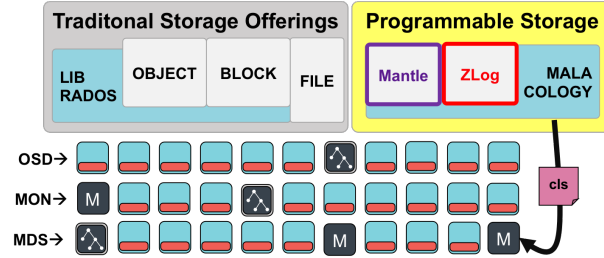 Traditonal Storage Offerings
Programmable Storage
LIB
RADOS
OBJECT
BLOCK
FILE
Mantle
ZLog
MALA
COLOGY
OSD→
MON→
M
MDS→
M
M
cls